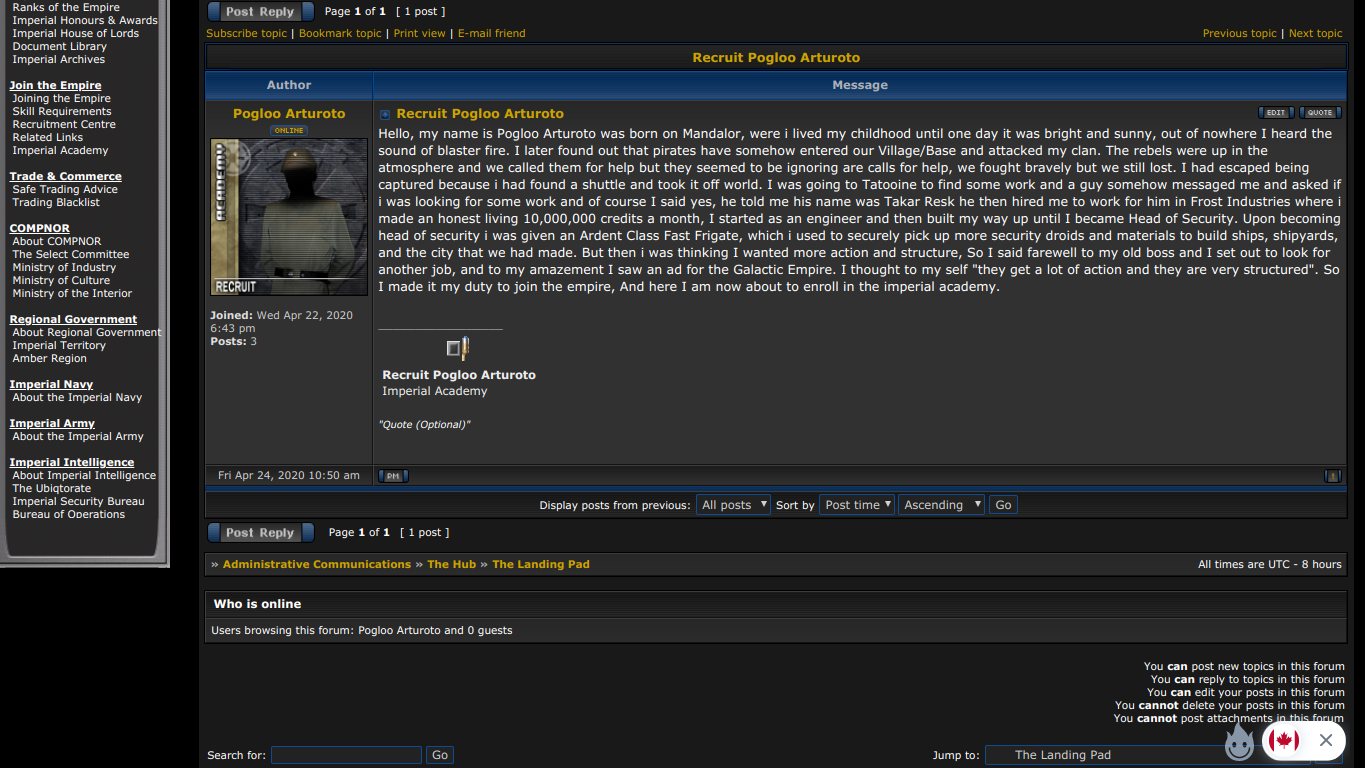 Ranks of the Empire
Imperial Honours & Awards
Imperial House of Lords
Document Library
Imperial Archives
Join the Empire
Joining the Empire
Skill Requirements
Recruitment Centre
Related Links
Imperial Academy
Trade & Commerce
Safe Trading Advice
Trading Blacklist
COMPNOR
About COMPNOR
The Select Committee
Ministry of Industry
Ministry of Culture
Ministry of the Interior
Regional Government
About Regional Government
Imperial Territory
Amber Region
Imperial Navy
About the Imperial Navy
Imperial Army
About the Imperial Army
Imperial Intelligence
About Imperial Intelligence
The Ubiqtorate
Imperial Security Bureau
Bureau of Operations
Post Reply Page 1 of 1 [ 1 post ]
Subscribe topic | Bookmark topic | Print view | E-mail friend Previous topic | Next topic
Recruit Pogloo Arturoto
Author Message
Pogloo Arturoto
ONLINE
ACADEMY
RECRUIT
Joined: Wed Apr 22, 2020
6:43 pm
Posts: 3
Recruit Pogloo Arturoto EDIT QUOTE
Hello, my name is Pogloo Arturoto was born on Mandalor, were i lived my childhood until one day it was bright and sunny, out of nowhere I heard the
sound of blaster fire. I later found out that pirates have somehow entered our Village/Base and attacked my clan. The rebels were up in the
atmosphere and we called them for help but they seemed to be ignoring are calls for help, we fought bravely but we still lost. I had escaped being
captured because i had found a shuttle and took it off world. I was going to Tatooine to find some work and a guy somehow messaged me and asked if
i was looking for some work and of course I said yes, he told me his name was Takar Resk he then hired me to work for him in Frost Industries where i
made an honest living 10,000,000 credits a month, I started as an engineer and then built my way up until I became Head of Security. Upon becoming
head of security i was given an Ardent Class Fast Frigate, which i used to securely pick up more security droids and materials to build ships, shipyards,
and the city that we had made. But then i was thinking I wanted more action and structure, So I said farewell to my old boss and I set out to look for
another job, and to my amazement I saw an ad for the Galactic Empire. I thought to my self "they get a lot of action and they are very structured". So
I made it my duty to join the empire, And here I am now about to enroll in the imperial academy.
Recruit Pogloo Arturoto
Imperial Academy
"Quote (Optional)"
Fri Apr 24, 2020 10:50 am PM
Display posts from previous: All posts Sort by Post time Ascending Go
Post Reply Page 1 of 1 [ 1 post ]
» Administrative Communications » The Hub » The Landing Pad All times are UTC - 8 hours
Who is online
Users browsing this forum: Pogloo Arturoto and 0 guests
You can post new topics in this forum
You can reply to topics in this forum
You can edit your posts in this forum
You cannot delete your posts in this forum
You cannot post attachments in this forum
Search for: Go Jump to: The Landing Pad